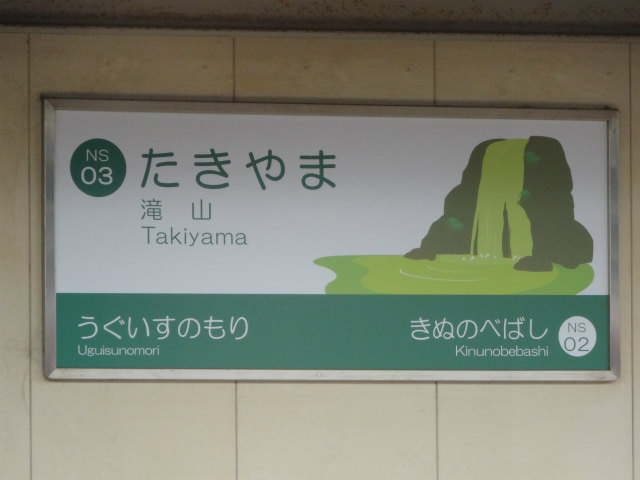 NS
03
たきやま
滝 山
Takiyama
うぐいすのもり
Uguisunomori
きぬのべばし
Kinunobebashi
NS
02